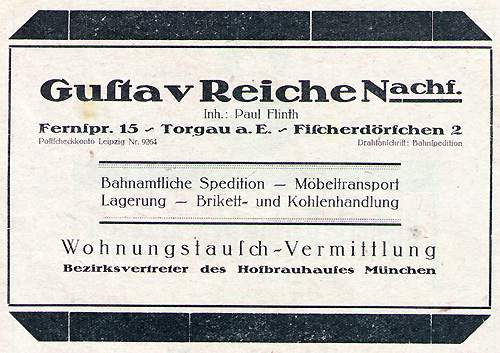 Guſtav Reiche Nachf.
Inh.: Paul Flinth
Fernſpr. 15 ~ Torgau a. E. ~ Fiſcherdörfchen 2
Poſtſcheckkonto Leipzig Nr. 9264 Drahtanſchrift: Bahnſpedition
Bahnamtliche Spedition — Möbeltransport
Lagerung — Brikett- und Kohlenhandlung
Wohnungstauſch-Vermittlung
Bezirksvertreter des Hofbrauhauſes München